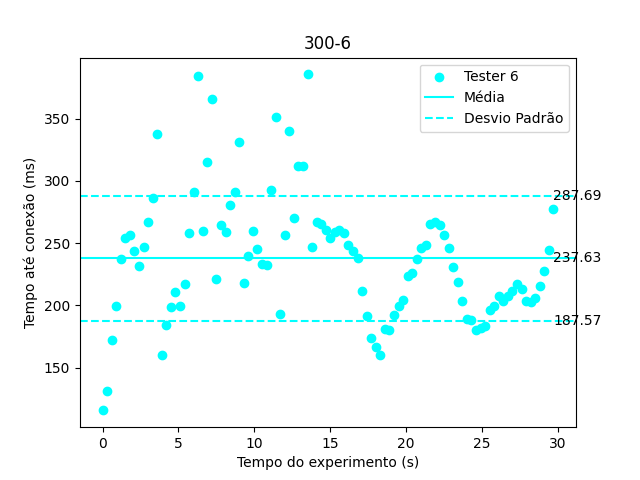 300-6
Tester 6
Média
Desvio Padrão
Tempo até conexão (ms)
350
300
250
200
150
287.69
237.63
187.57
0 5 10 15 20 25 30
Tempo do experimento (s)